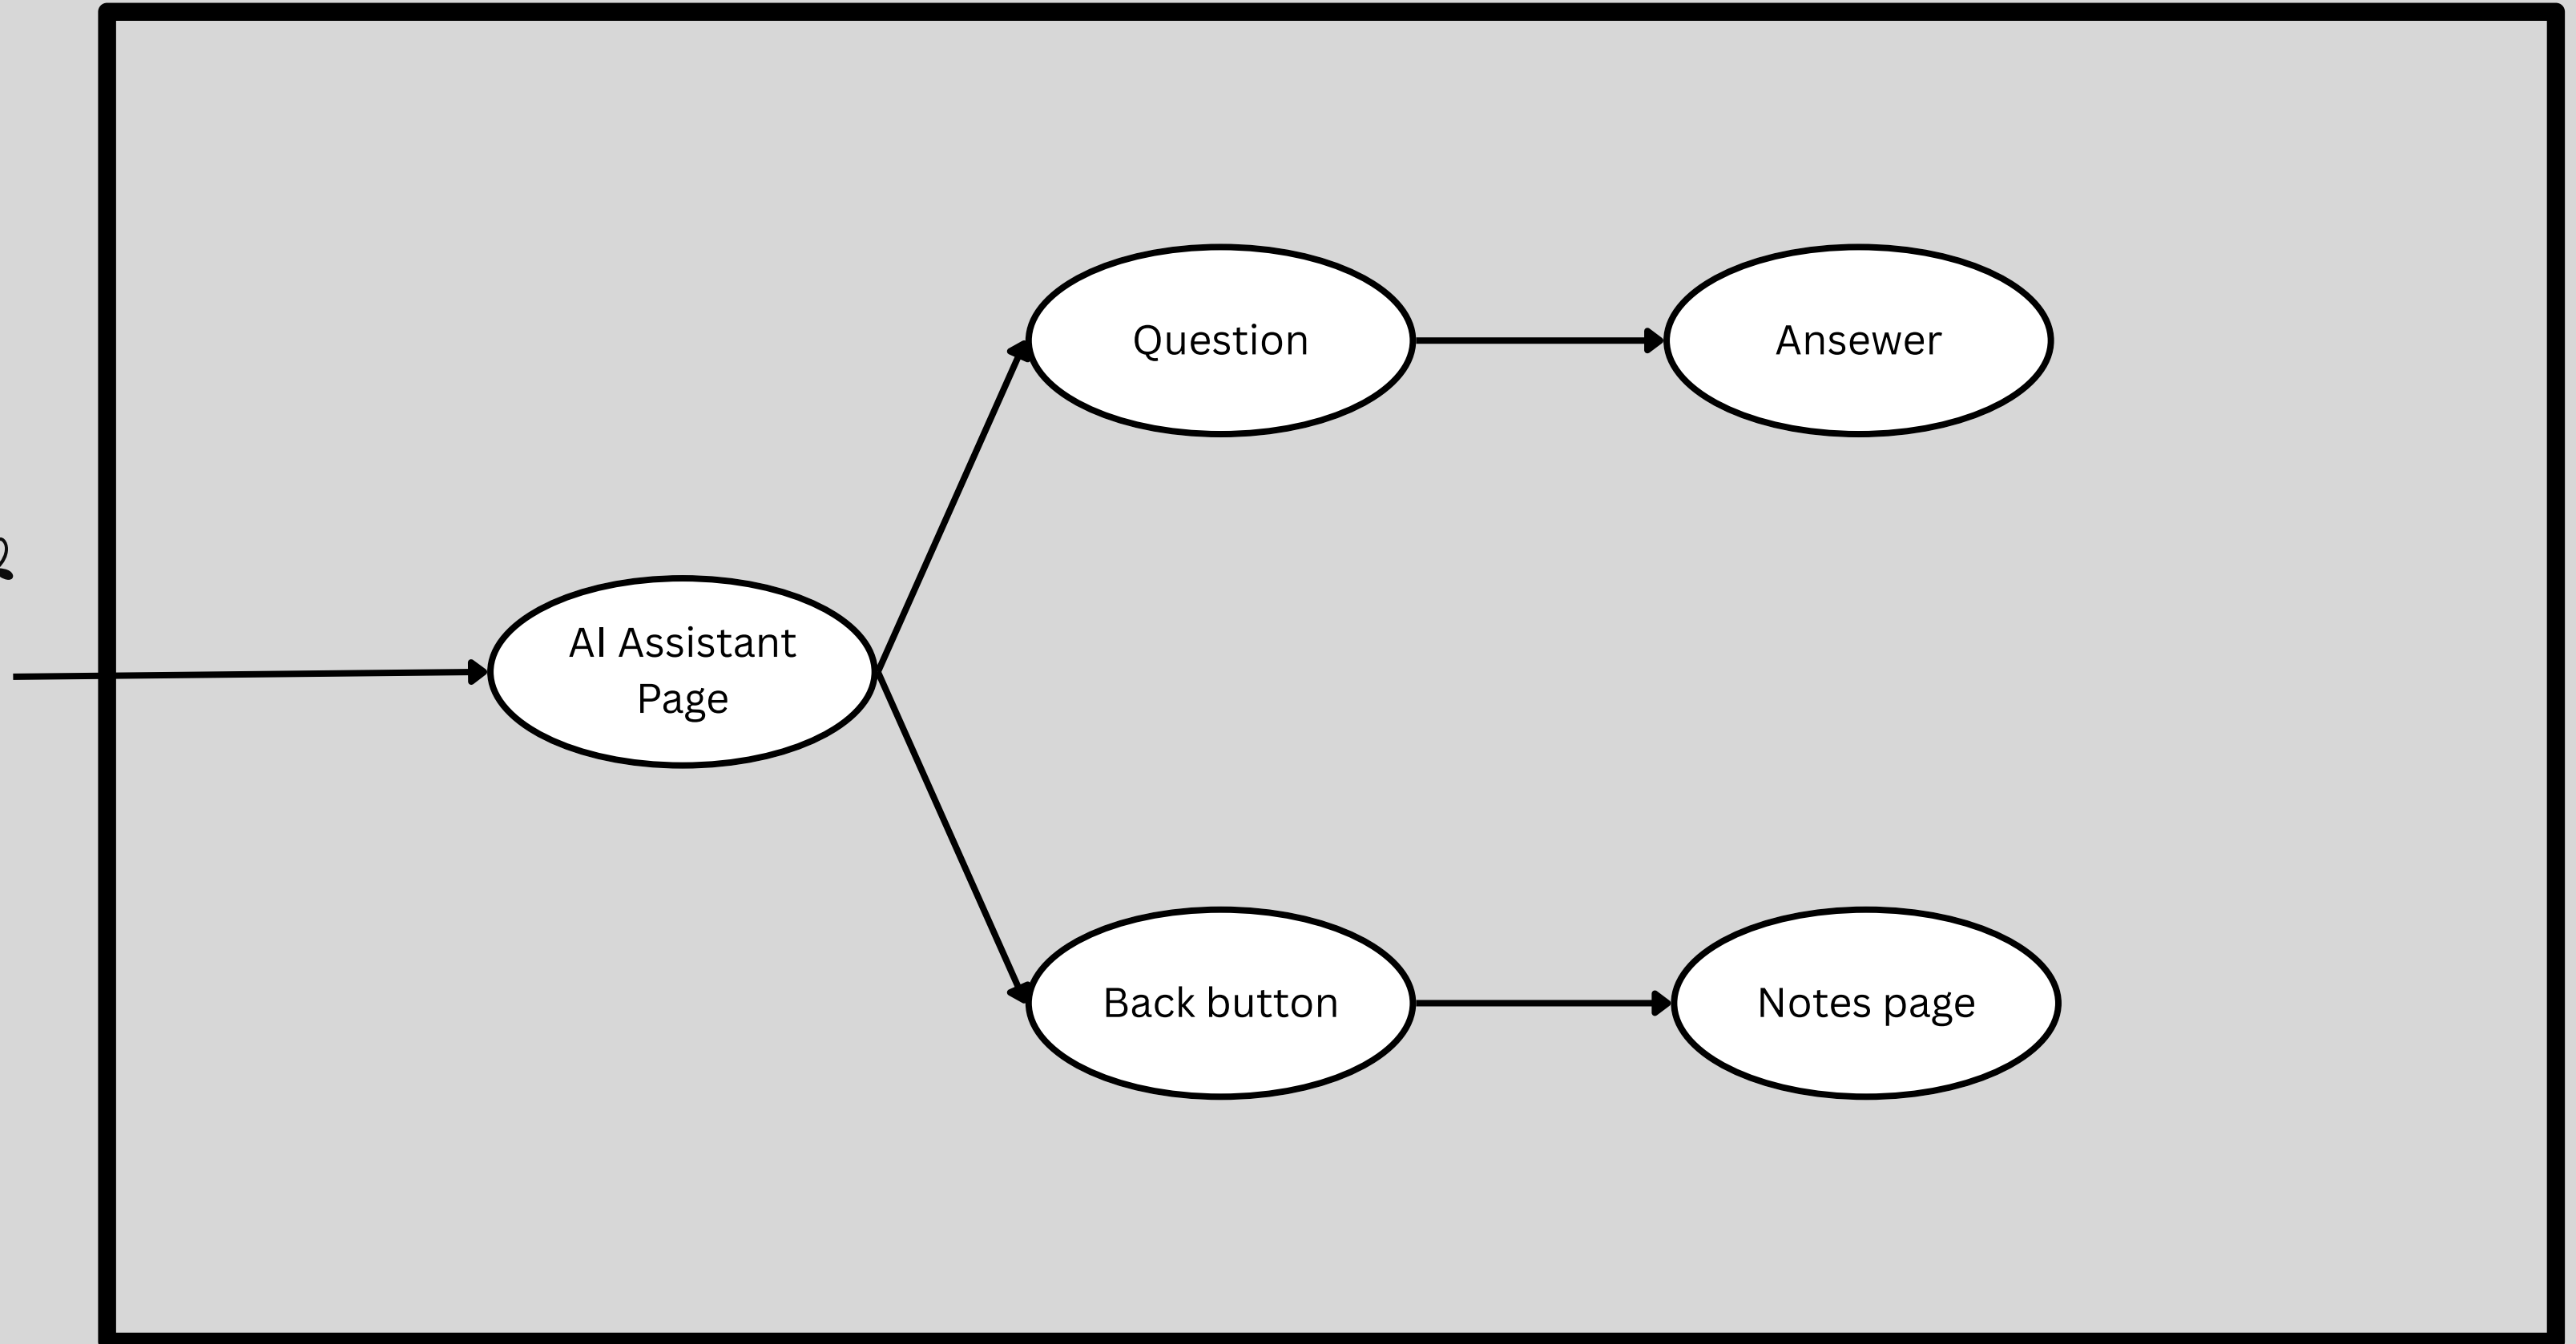 Question
Ansewer
AI Assistant
Page
Back button
Notes page